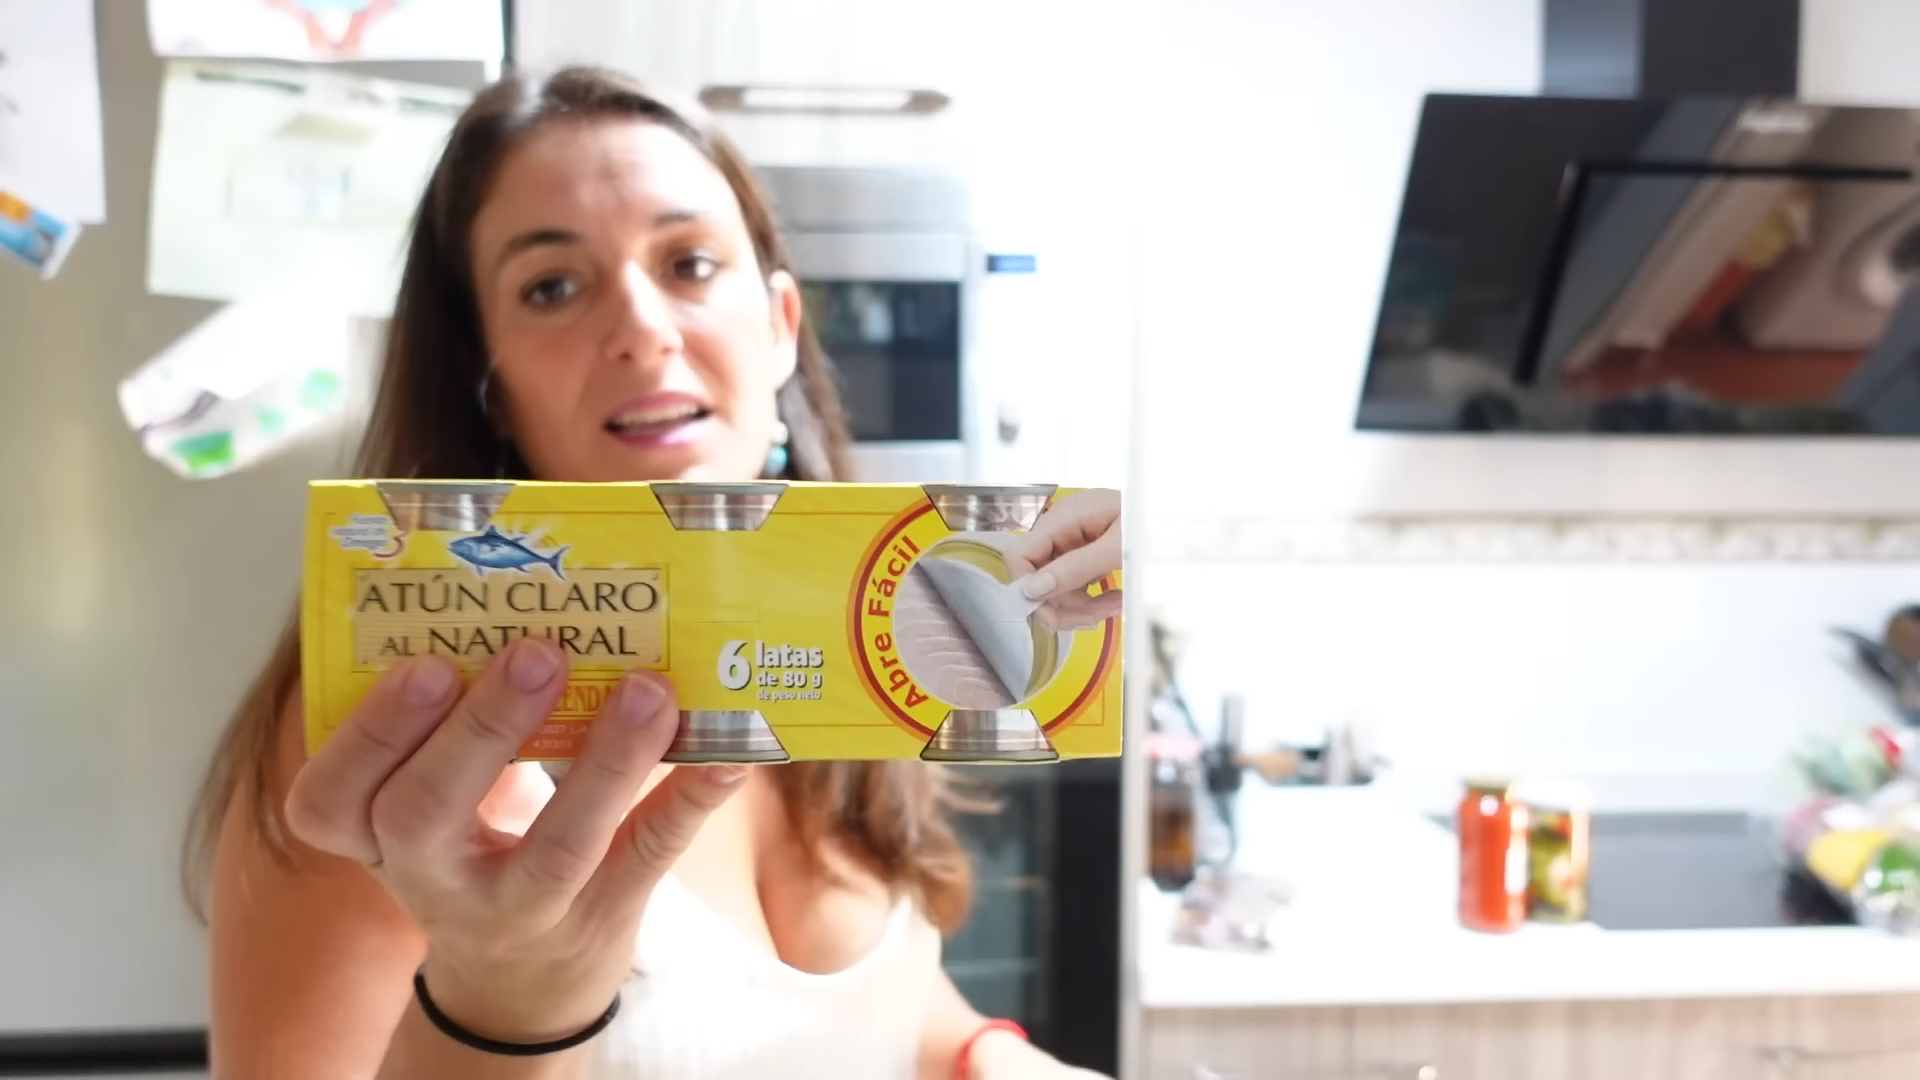 ATÚN CLARO
AL NATURAL
6 latas
de 80 g
de peso neto
Abre Fácil